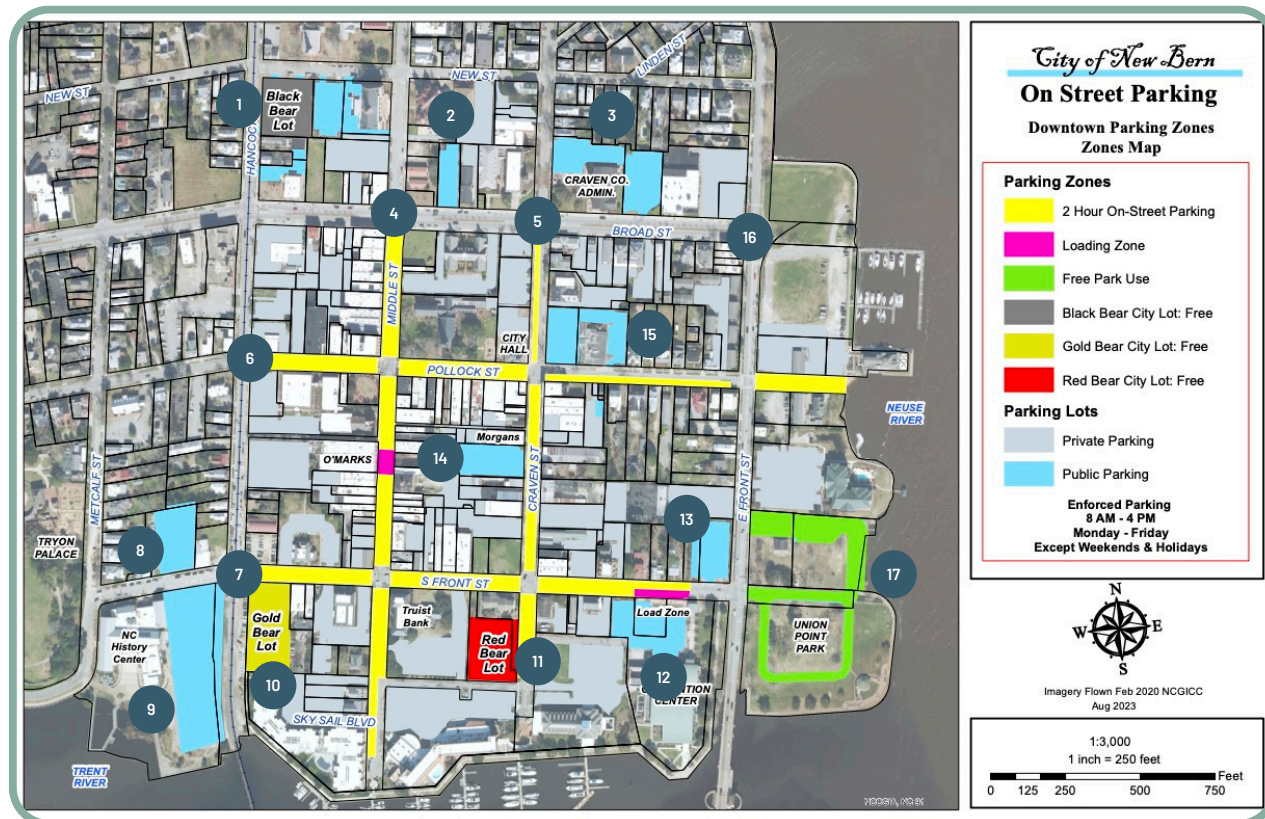 NEW ST
LINDEN ST
NEW ST
1
Black
Bear
Lot
2
3
HANCOC
CRAVEN CO.
ADMIN.
4
5
BROAD ST
16
MIDDLE ST
CITY
HALL
15
6
POLLOCK ST
NEUSE
RIVER
METCALF ST
O'MARKS
14
Morgans
CRAVEN ST
E FRONT ST
13
TRYON
PALACE
8
7
S FRONT ST
17
NC
History
Center
Gold
Bear
Lot
Truist
Bank
Red
Bear
Lot
Load Zone
UNION
POINT
PARK
11
12
NTION
CENTER
10
9
SKY SAIL BLVD
TRENT
RIVER
City of New Bern
On Street Parking
Downtown Parking Zones
Zones Map
Parking Zones
2 Hour On-Street Parking
Loading Zone
Free Park Use
Black Bear City Lot: Free
Gold Bear City Lot: Free
Red Bear City Lot: Free
Parking Lots
Private Parking
Public Parking
Enforced Parking
8 AM - 4 PM
Monday - Friday
Except Weekends & Holidays
N
W E
S
Imagery Flown Feb 2020 NCGICC
Aug 2023
1:3,000
1 inch = 250 feet
Feet
0 125 250 500 750